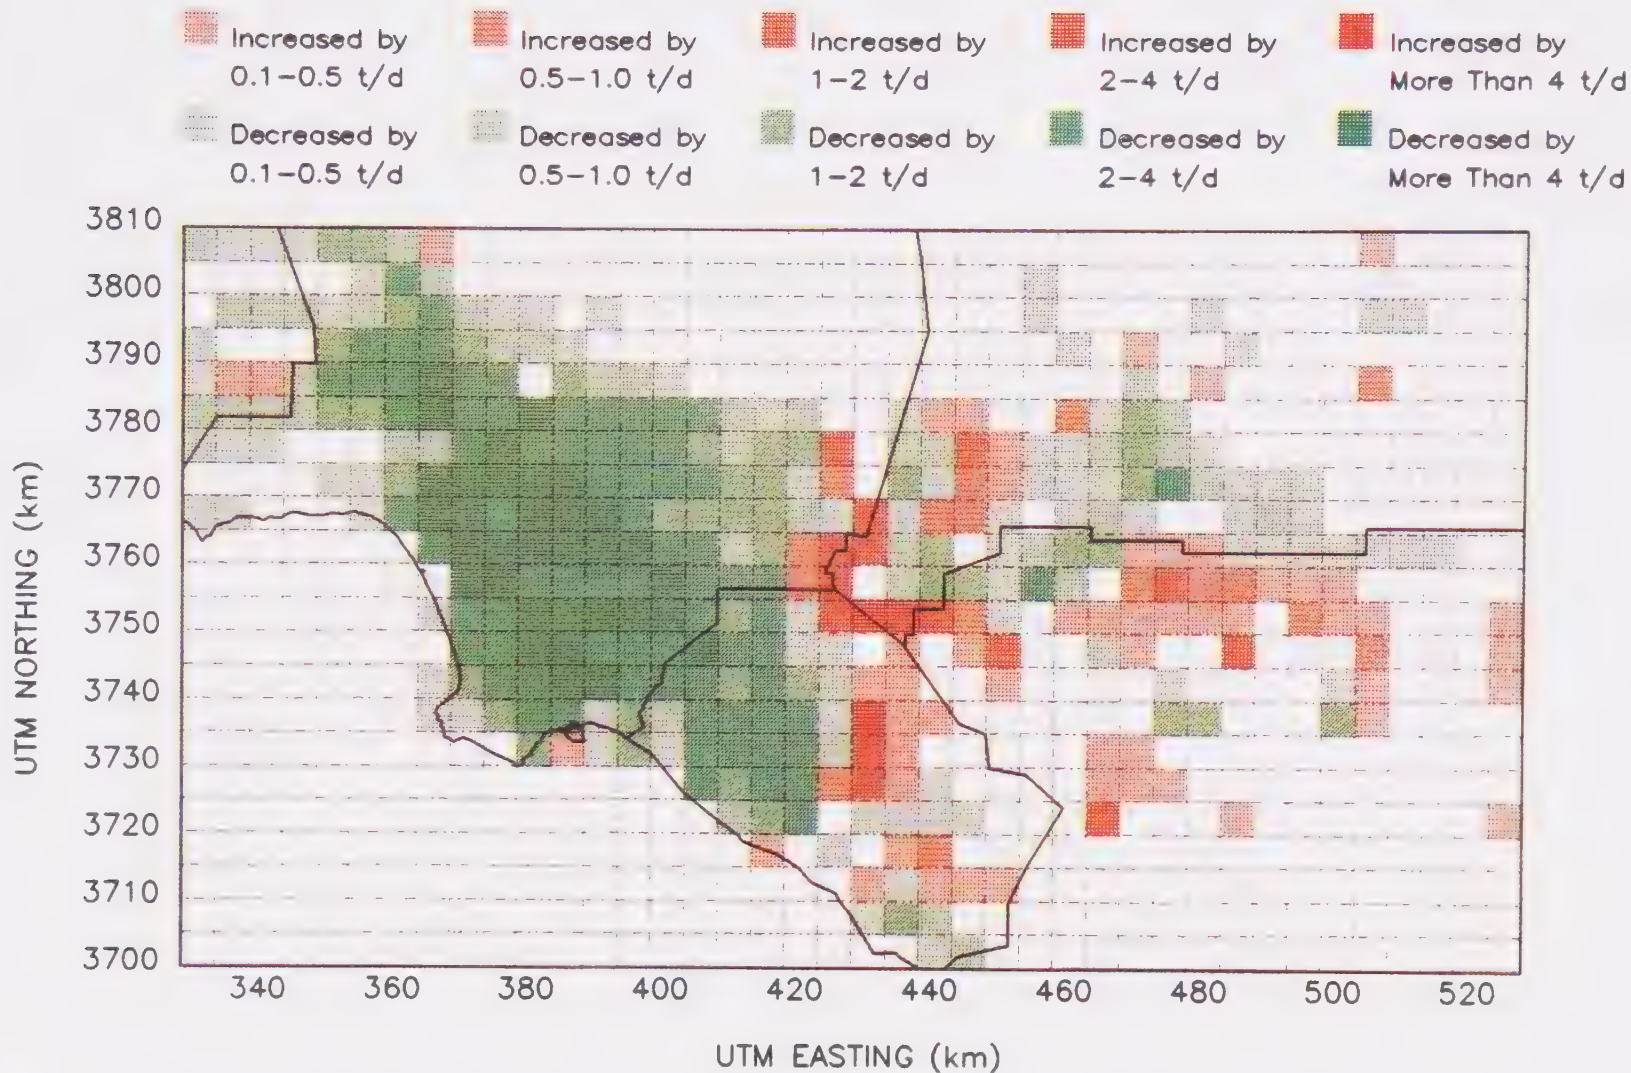 Increased by
0.1-0.5 t/d
Increased by
0.5-1.0 t/d
Increased by
1-2 t/d
Increased by
2-4 t/d
Increased by
More Than 4 t/d
Decreased by
0.1-0.5 t/d
Decreased by
0.5-1.0 t/d
Decreased by
1-2 t/d
Decreased by
2-4 t/d
Decreased by
More Than 4 t/d
UTM NORTHING (km)
3810
3800
3790
3780
3770
3760
3750
3740
3730
3720
3710
3700
340 360 380 400 420 440 460 480 500 520
UTM EASTING (km)